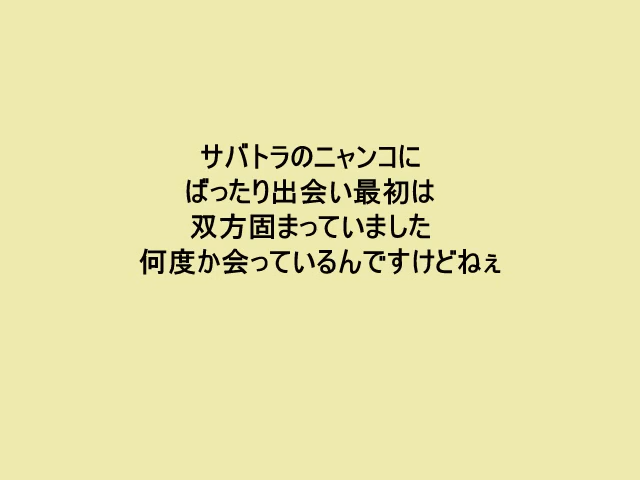 サバトラのニャンコに
ばったり出会い最初は
双方固まっていました
何度か会っているんですけどねぇ